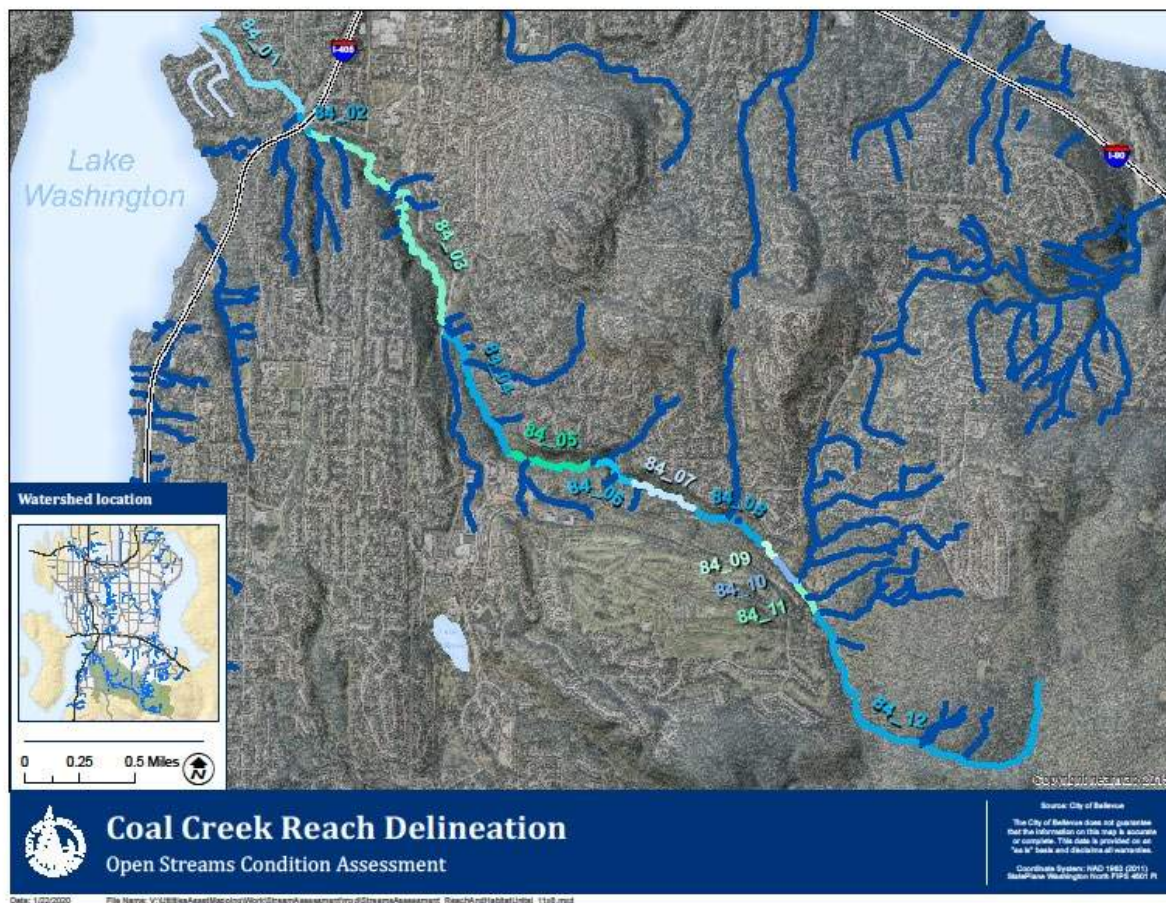 84_01
I-405
84_02
Lake
Washington
I-90
84_03
84_04
84_05
84_06
84_07
84_08
84_09
84_10
84_11
84_12
Watershed location
0 0.25 0.5 Miles
N
Coal Creek Reach Delineation
Open Streams Condition Assessment
Source: City of Bellevue
The City of Bellevue does not guarantee
that the information on this map is accurate
or complete. This data is provided on an
"as is" basis and disclaims all warranties.
Coordinate System: NAD 1983 (2011)
StatePlane Washington North FIPS 4601 Ft
Date: 1/22/2020